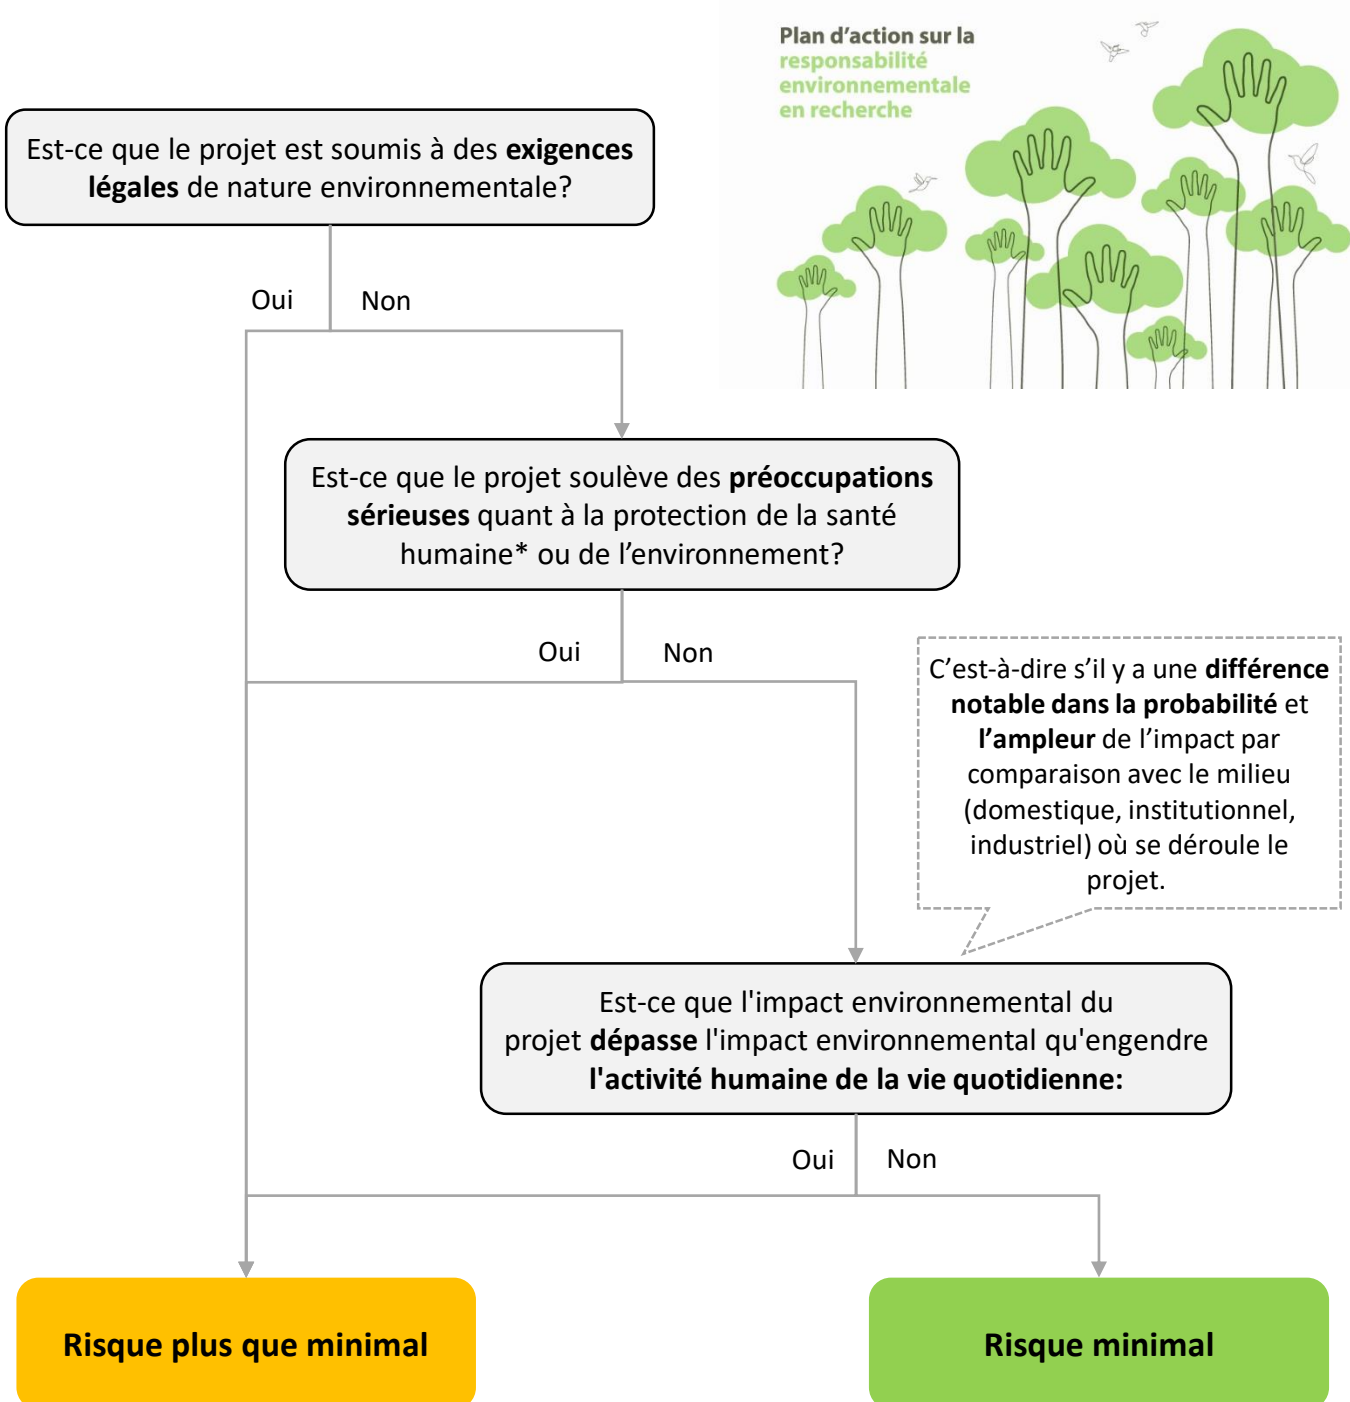 Plan d'action sur la
responsabilité
environnementale
en recherche
Est-ce que le projet est soumis à des exigences
légales de nature environnementale?
Oui
Non
Est-ce que le projet soulève des préoccupations
sérieuses quant à la protection de la santé
humaine* ou de l’environnement?
Oui
Non
C’est-à-dire s’il y a une différence
notable dans la probabilité et
l’ampleur de l’impact par
comparaison avec le milieu
(domestique, institutionnel,
industriel) où se déroule le
projet.
Est-ce que l'impact environnemental du
projet dépasse l'impact environnemental qu'engendre
l'activité humaine de la vie quotidienne:
Oui
Non
Risque plus que minimal
Risque minimal